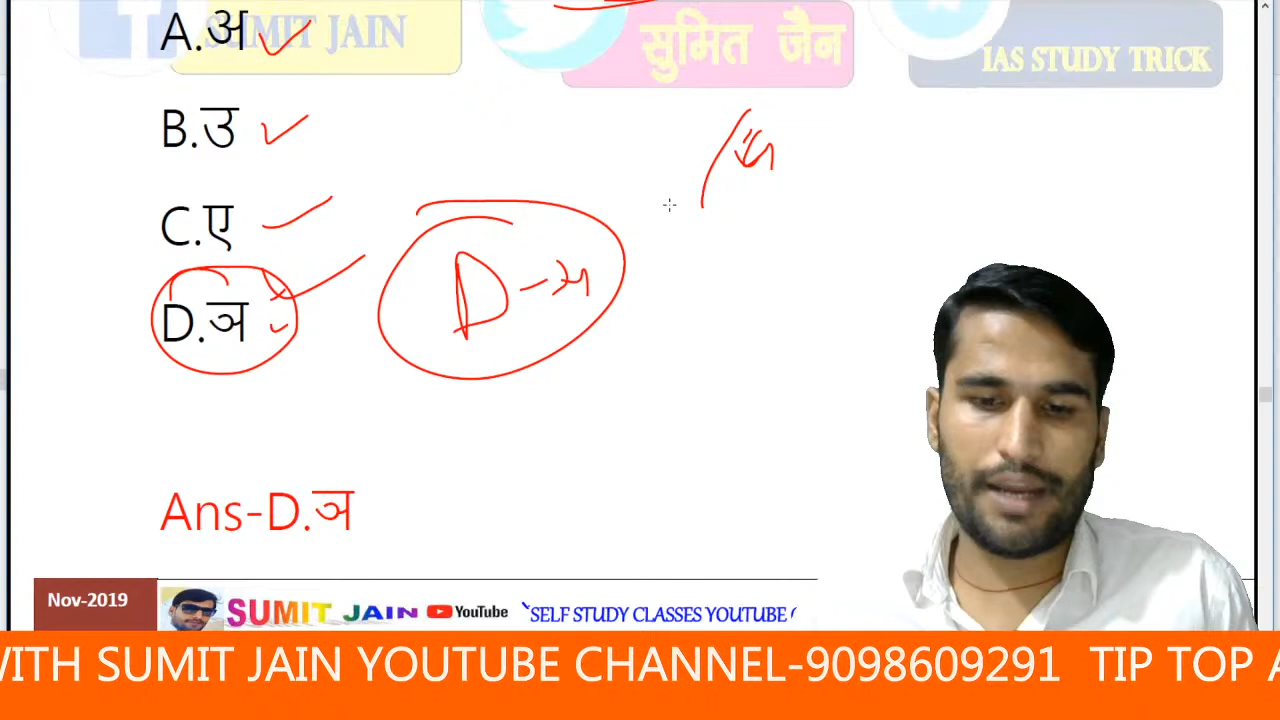 SUMIT JAIN
सुमित जैन
IAS STUDY TRICK
A.अ
B.उ
C.ए
D.ञ
D-ञ
Ans-D.ञ
Nov-2019
SUMIT JAIN
YouTube
SELF STUDY CLASSES YOUTUBE
WITH SUMIT JAIN YOUTUBE CHANNEL-9098609291 TIP TOP A